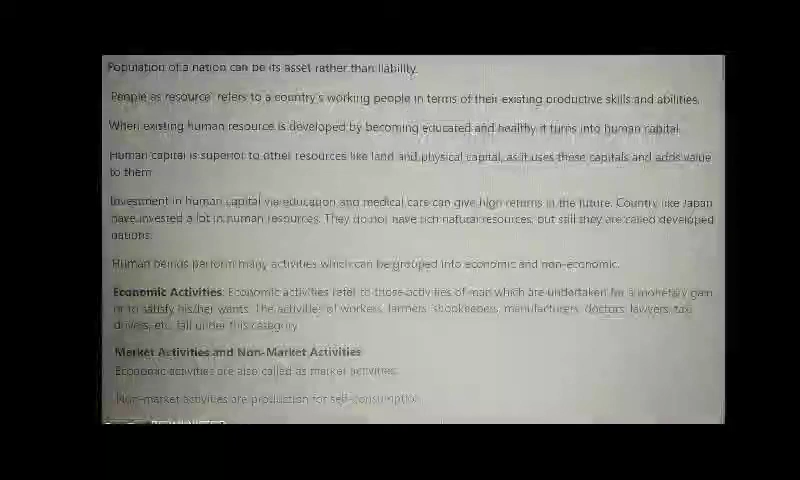 Population of a nation can be its asset rather than liability.
'People as resource' refers to a country's working people in terms of their existing productive skills and abilities.
When existing human resource is developed by becoming educated and healthy it turns into human capital.
Human capital is superior to other resources like land and physical capital, as it uses these capitals and adds value
to them
Investment in human capital via education and medical care can give high returns in the future. Country like Japan
have invested a lot in human resources. They do not have rich natural resources, but still they are called developed
nations.
Human beings perform many activities which can be grouped into economic and non-economic.
Economic Activities: Economic activities refer to those activities of man which are undertaken for a monetary gain
or to satisfy his/her wants. The activities of workers, farmers, shopkeepers, manufacturers, doctors, lawyers, taxi
drivers, etc. fall under this category.
Market Activities and Non-Market Activities
Economic activities are also called as market activities.
Non-market activities are production for self-consumption